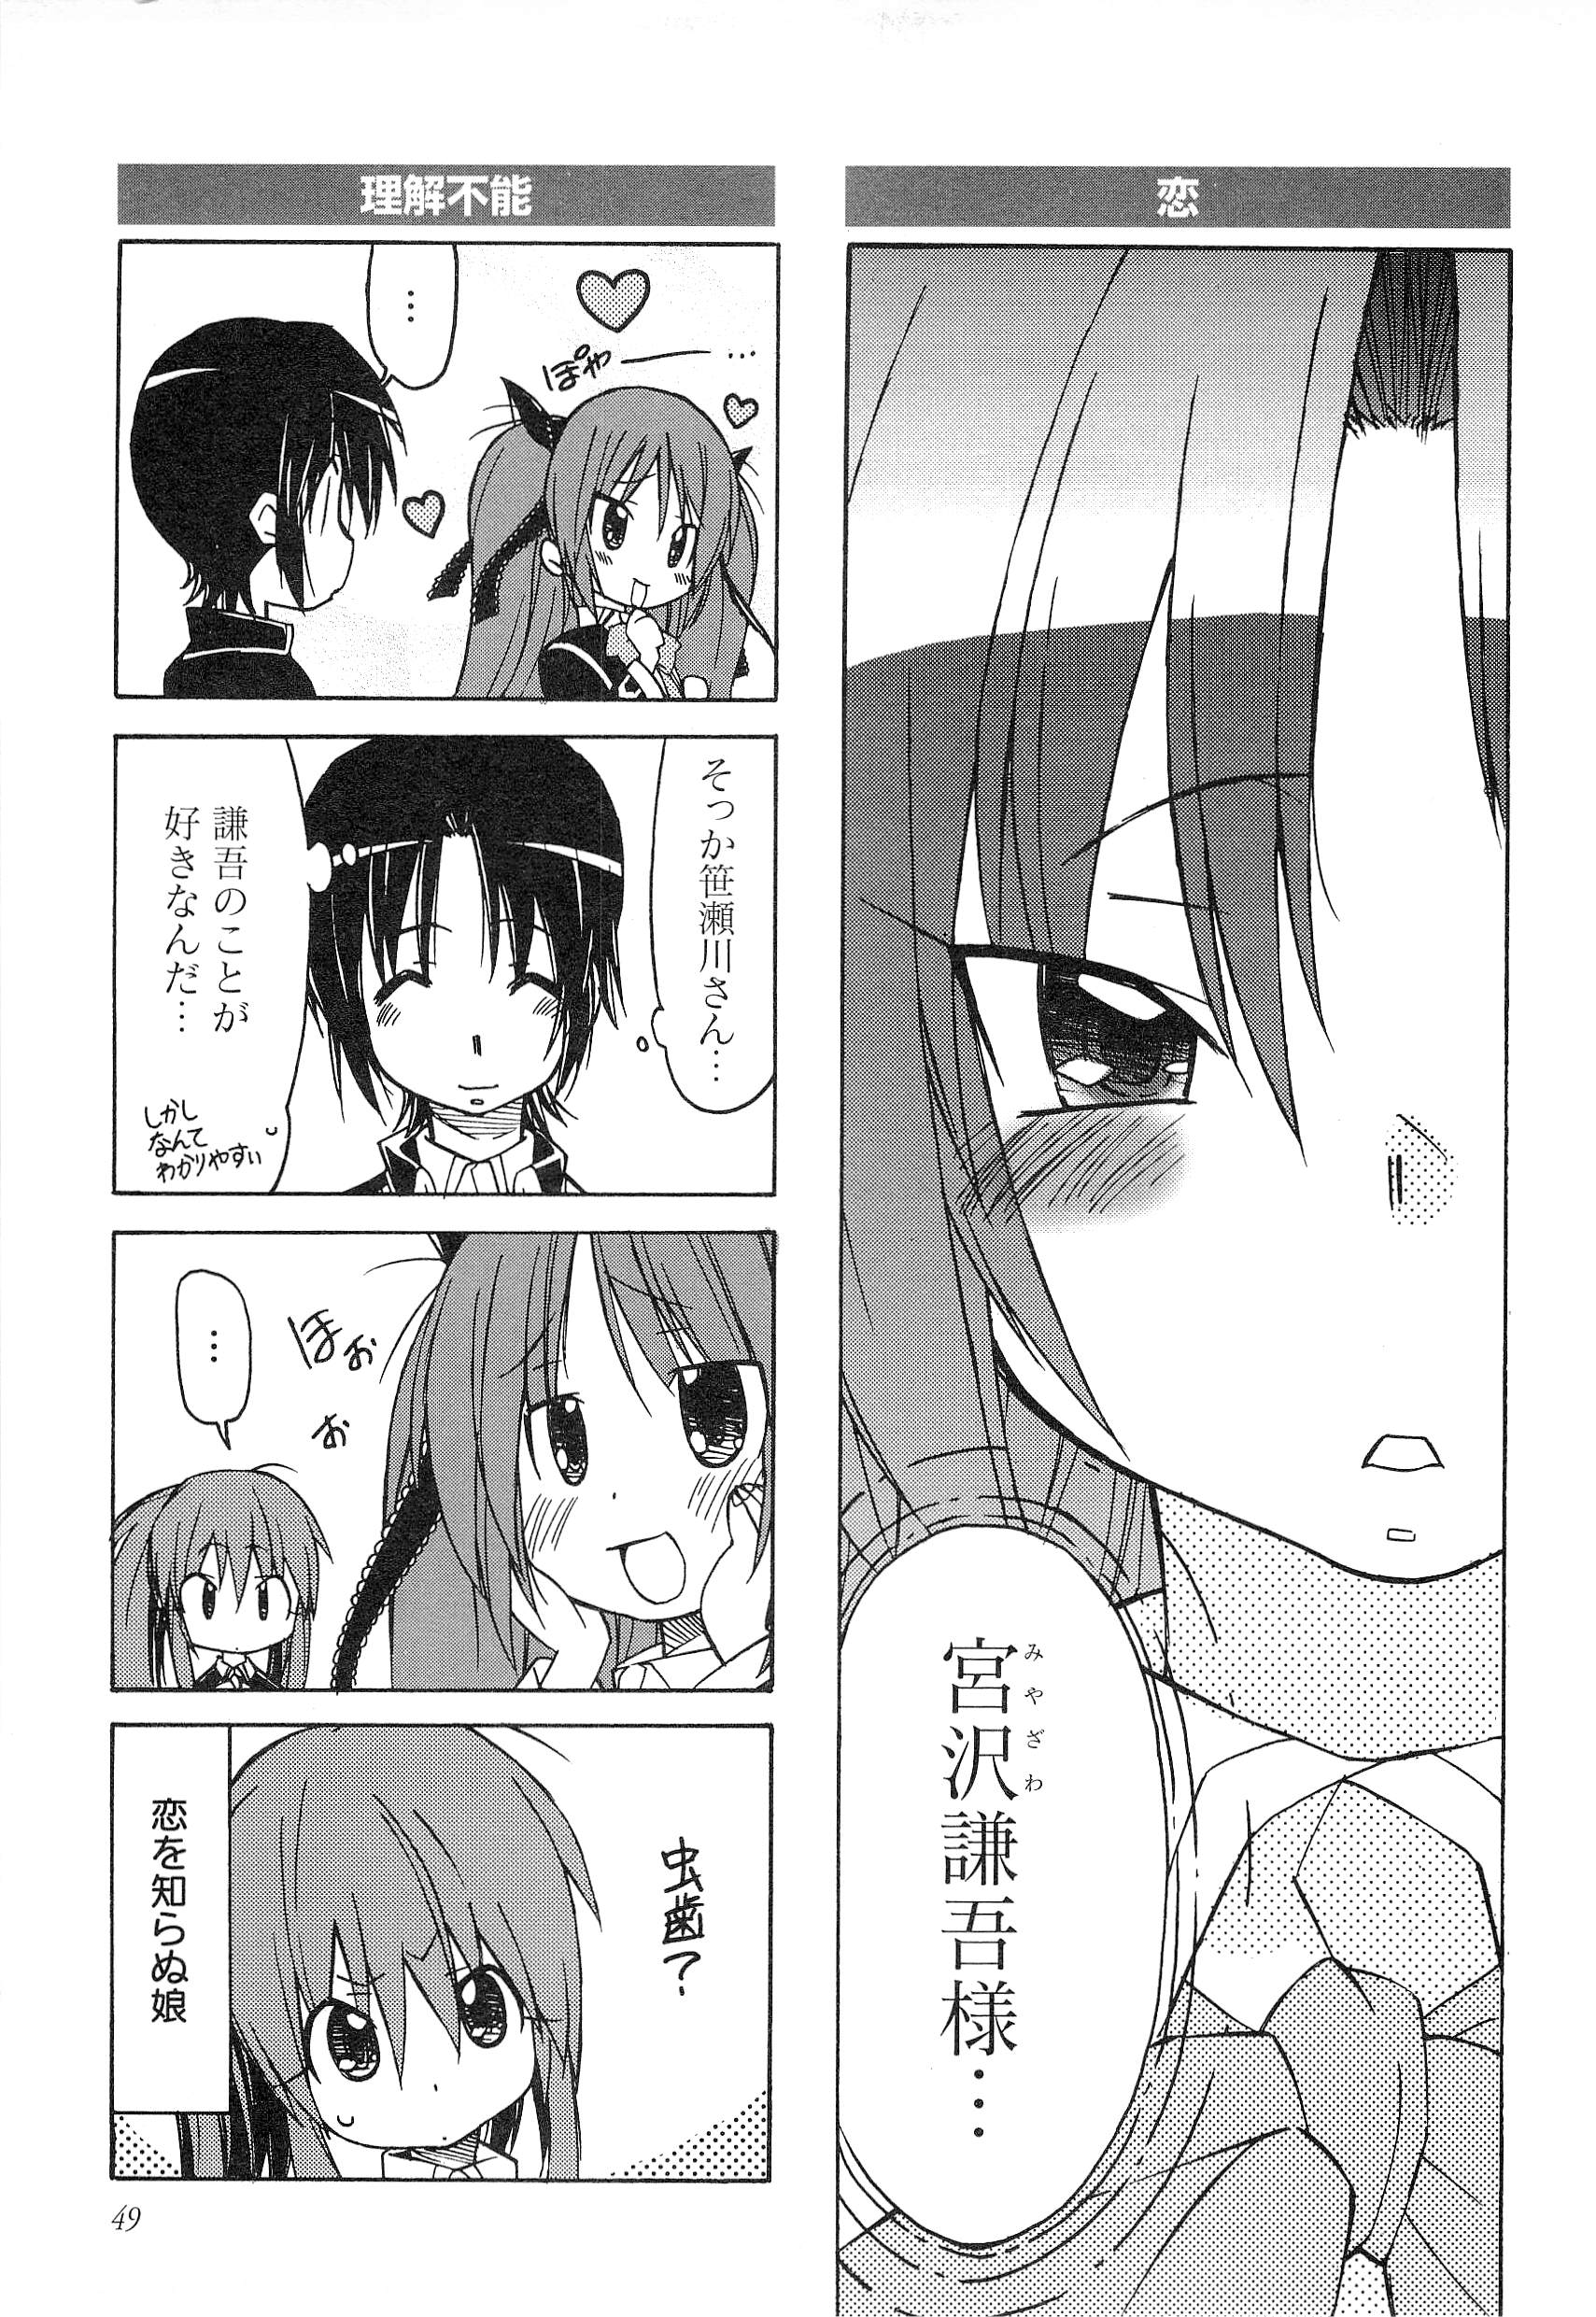 恋
宮沢謙吾様…
みやざわ
理解不能
ぽやー…
…
そっか笹瀬川さん…
謙吾のことが
好きなんだ…
しかし
なんて
わかりやすい
ほぉ
ぉ
…
虫歯?
恋を知らぬ娘
49